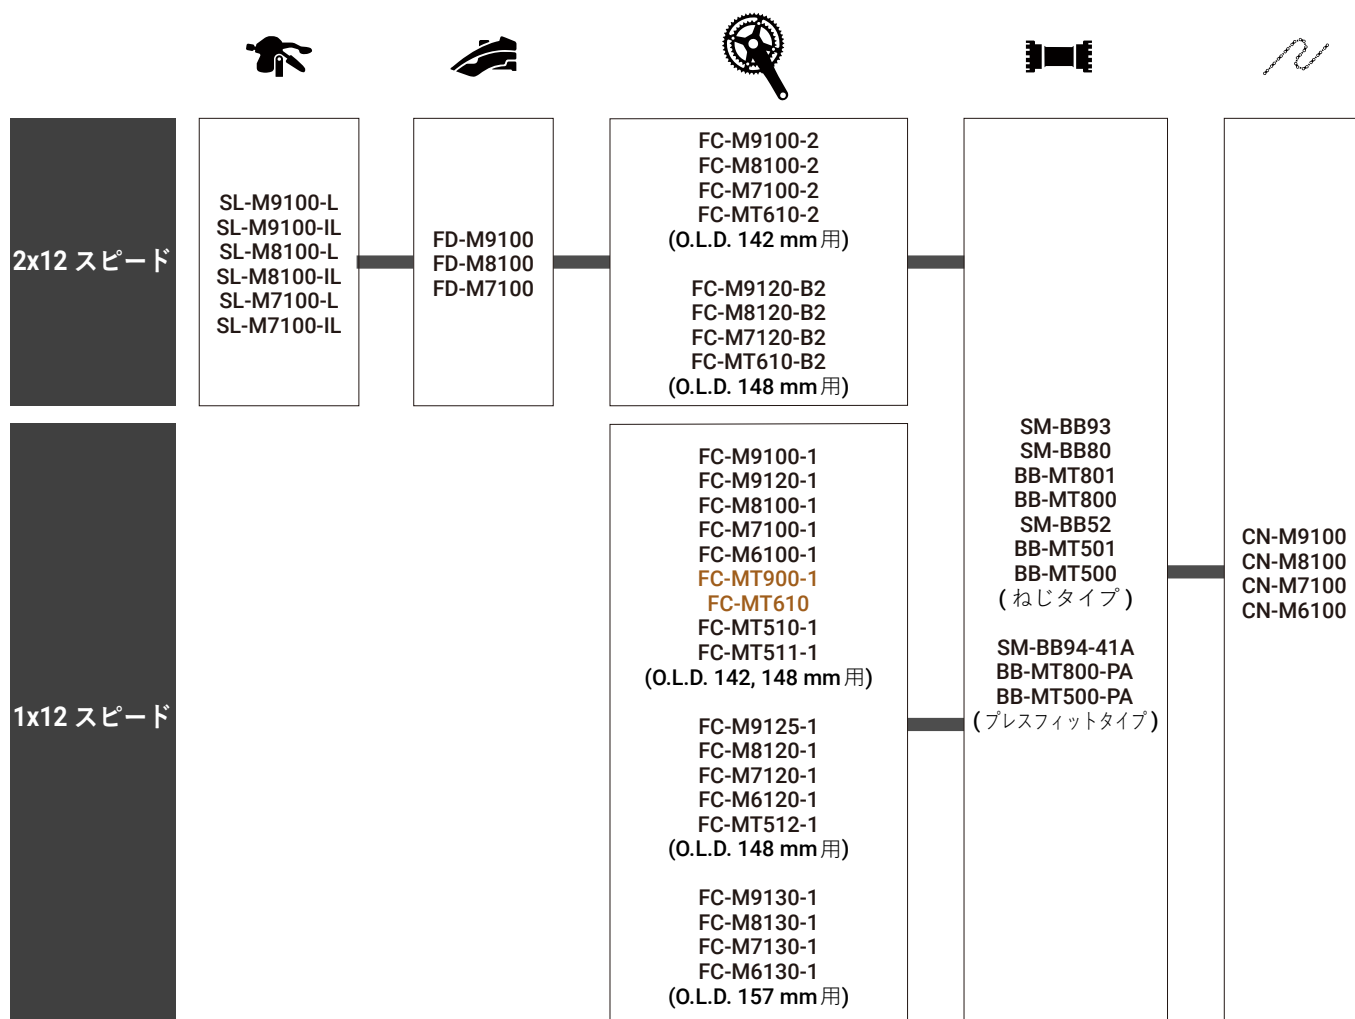 2x12 スピード
SL-M9100-L
SL-M9100-IL
SL-M8100-L
SL-M8100-IL
SL-M7100-L
SL-M7100-IL
FD-M9100
FD-M8100
FD-M7100
FC-M9100-2
FC-M8100-2
FC-M7100-2
FC-MT610-2
(O.L.D. 142 mm用)
FC-M9120-B2
FC-M8120-B2
FC-M7120-B2
FC-MT610-B2
(O.L.D. 148 mm用)
1x12 スピード
FC-M9100-1
FC-M9120-1
FC-M8100-1
FC-M7100-1
FC-M6100-1
FC-MT900-1
FC-MT610
FC-MT510-1
FC-MT511-1
(O.L.D. 142, 148 mm用)
FC-M9125-1
FC-M8120-1
FC-M7120-1
FC-M6120-1
FC-MT512-1
(O.L.D. 148 mm用)
FC-M9130-1
FC-M8130-1
FC-M7130-1
FC-M6130-1
(O.L.D. 157 mm用)
SM-BB93
SM-BB80
BB-MT801
BB-MT800
SM-BB52
BB-MT501
BB-MT500
(ねじタイプ)
SM-BB94-41A
BB-MT800-PA
BB-MT500-PA
(プレスフィットタイプ)
CN-M9100
CN-M8100
CN-M7100
CN-M6100